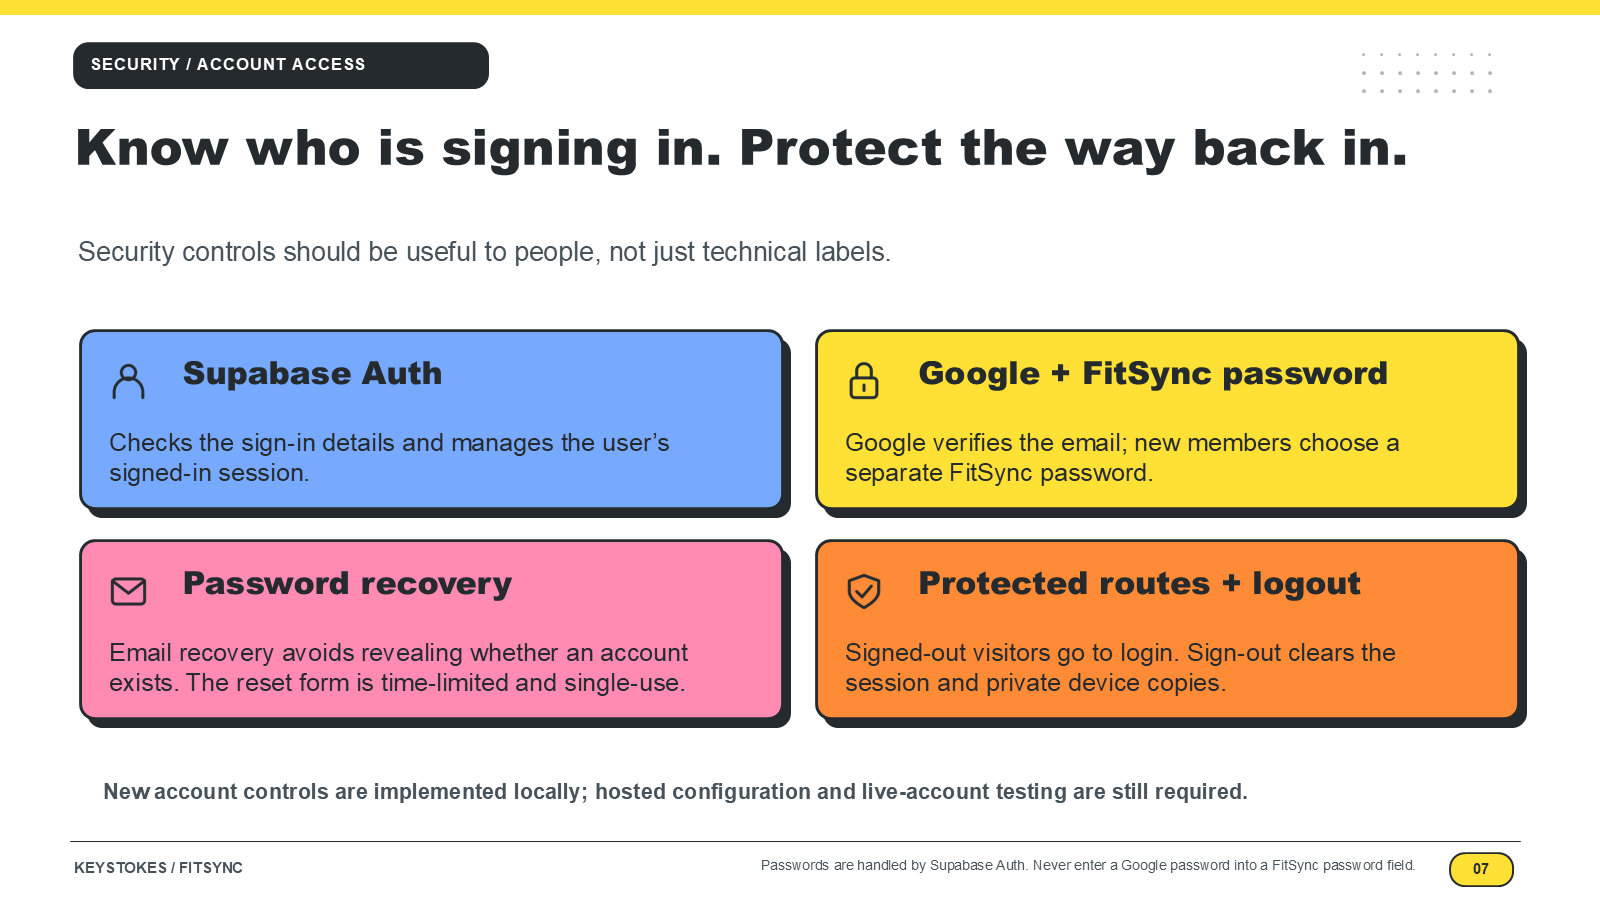 SECURITY / ACCOUNT ACCESS
Know who is signing in. Protect the way back in.
Security controls should be useful to people, not just technical labels.
Supabase Auth
Checks the sign-in details and manages the user’s
signed-in session.
Google + FitSync password
Google verifies the email; new members choose a
separate FitSync password.
Password recovery
Email recovery avoids revealing whether an account
exists. The reset form is time-limited and single-use.
Protected routes + logout
Signed-out visitors go to login. Sign-out clears the
session and private device copies.
New account controls are implemented locally; hosted configuration and live-account testing are still required.
KEYSTOKES / FITSYNC
Passwords are handled by Supabase Auth. Never enter a Google password into a FitSync password field.
07